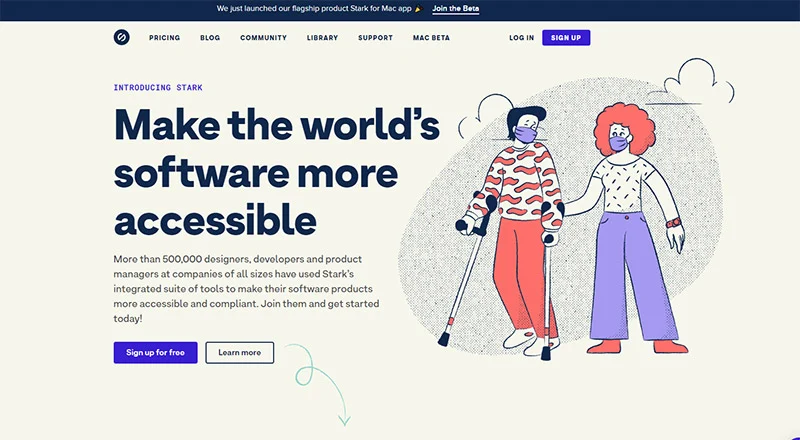 We just launched our flagship product Stark for Mac app 🎉 Join the Beta
PRICING BLOG COMMUNITY LIBRARY SUPPORT MAC BETA LOG IN SIGN UP
INTRODUCING STARK
Make the world’s
software more
accessible
More than 500,000 designers, developers and product
managers at companies of all sizes have used Stark’s
integrated suite of tools to make their software products
more accessible and compliant. Join them and get started
today!
Sign up for free Learn more